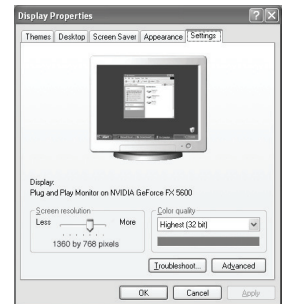 Display Properties
Themes Desktop Screen Saver Appearance Settings
Display:
Plug and Play Monitor on NVIDIA GeForce FX 5600
Screen resolution
Less More
1360 by 768 pixels
Color quality
Highest (32 bit)
Troubleshoot... Advanced
OK Cancel Apply